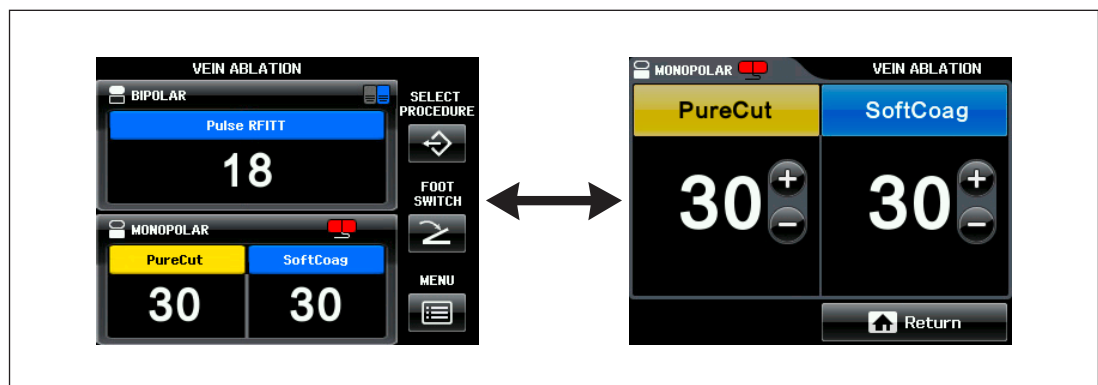 VEIN ABLATION
BIPOLAR
Pulse RFITT
18
MONOPOLAR
PureCut SoftCoag
30 30
SELECT
PROCEDURE
FOOT
SWITCH
MENU
MONOPOLAR VEIN ABLATION
PureCut SoftCoag
30 + 30 +
− −
Return